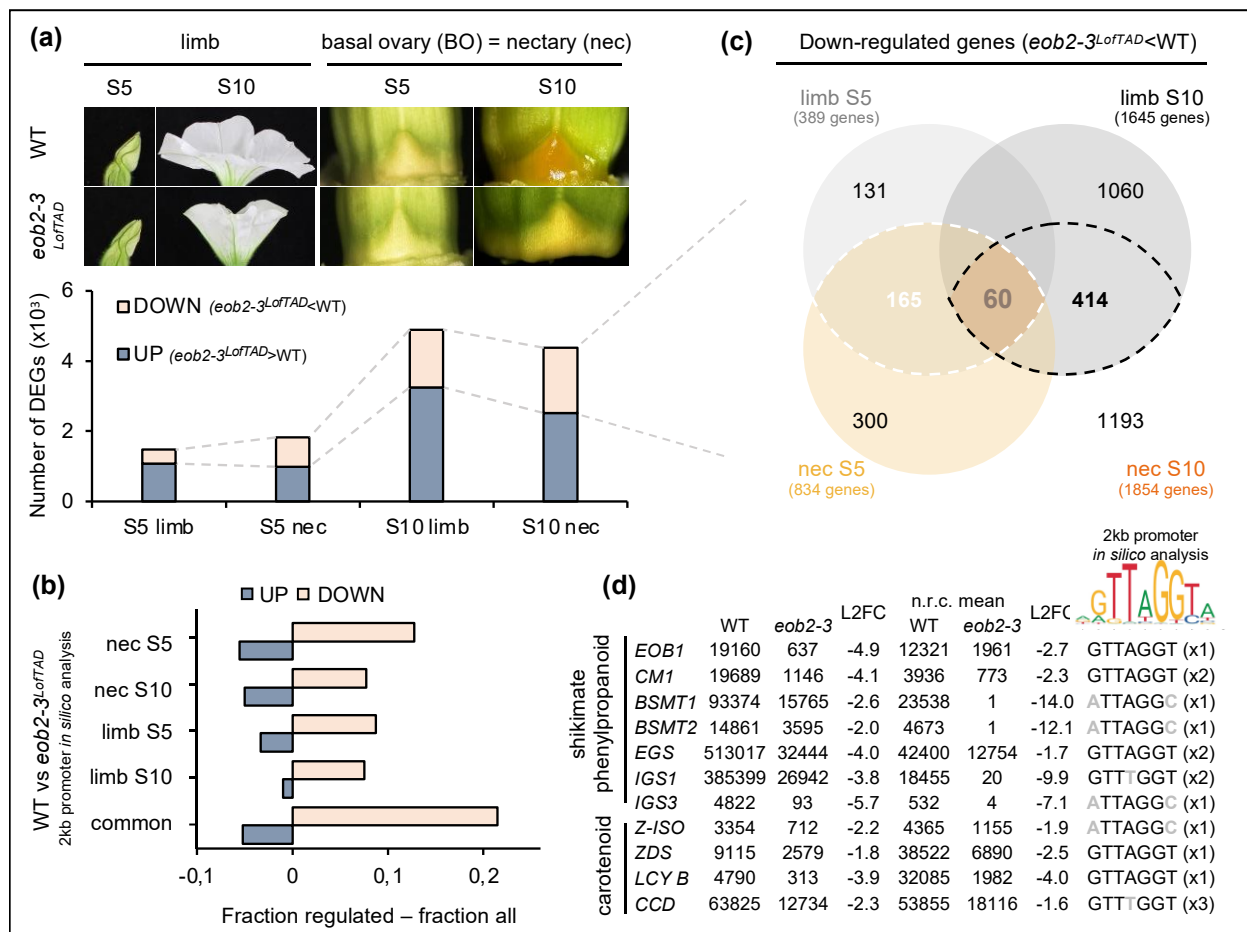 (a)
limb
basal ovary (BO) = nectary (nec)
S5 S10 S5 S10
WT
eob2-3 LofTAD
6
4
2
0
Number of DEGs (x10³)
DOWN (eob2-3LofTAD<WT)
UP (eob2-3LofTAD>WT)
S5 limb S5 nec S10 limb S10 nec
(b)
UP DOWN
WT vs eob2-3LofTAD
2kb promoter in silico analysis
nec S5
nec S10
limb S5
limb S10
common
-0,1 0 0,1 0,2
Fraction regulated – fraction all
(c)
Down-regulated genes (eob2-3LofTAD<WT)
limb S5
(389 genes)
limb S10
(1645 genes)
131
1060
165
60
414
300
1193
nec S5
(834 genes)
nec S10
(1854 genes)
(d)
2kb promoter
in silico analysis
GTTAGGTA
n.r.c. mean
WT eob2-3 L2FC WT eob2-3 L2FC
shikimate
phenylpropanoid
EOB1 19160 637 -4.9 12321 1961 -2.7 GTTAGGT (x1)
CM1 19689 1146 -4.1 3936 773 -2.3 GTTAGGT (x2)
BSMT1 93374 15765 -2.6 23538 1 -14.0 ATTAGGC (x1)
BSMT2 14861 3595 -2.0 4673 1 -12.1 ATTAGGC (x1)
EGS 513017 32444 -4.0 42400 12754 -1.7 GTTAGGT (x2)
IGS1 385399 26942 -3.8 18455 20 -9.9 GTTTGGT (x2)
IGS3 4822 93 -5.7 532 4 -7.1 ATTAGGC (x1)
carotenoid
Z-ISO 3354 712 -2.2 4365 1155 -1.9 ATTAGGC (x1)
ZDS 9115 2579 -1.8 38522 6890 -2.5 GTTAGGT (x1)
LCY B 4790 313 -3.9 32085 1982 -4.0 GTTAGGT (x1)
CCD 63825 12734 -2.3 53855 18116 -1.6 GTTTGGT (x3)